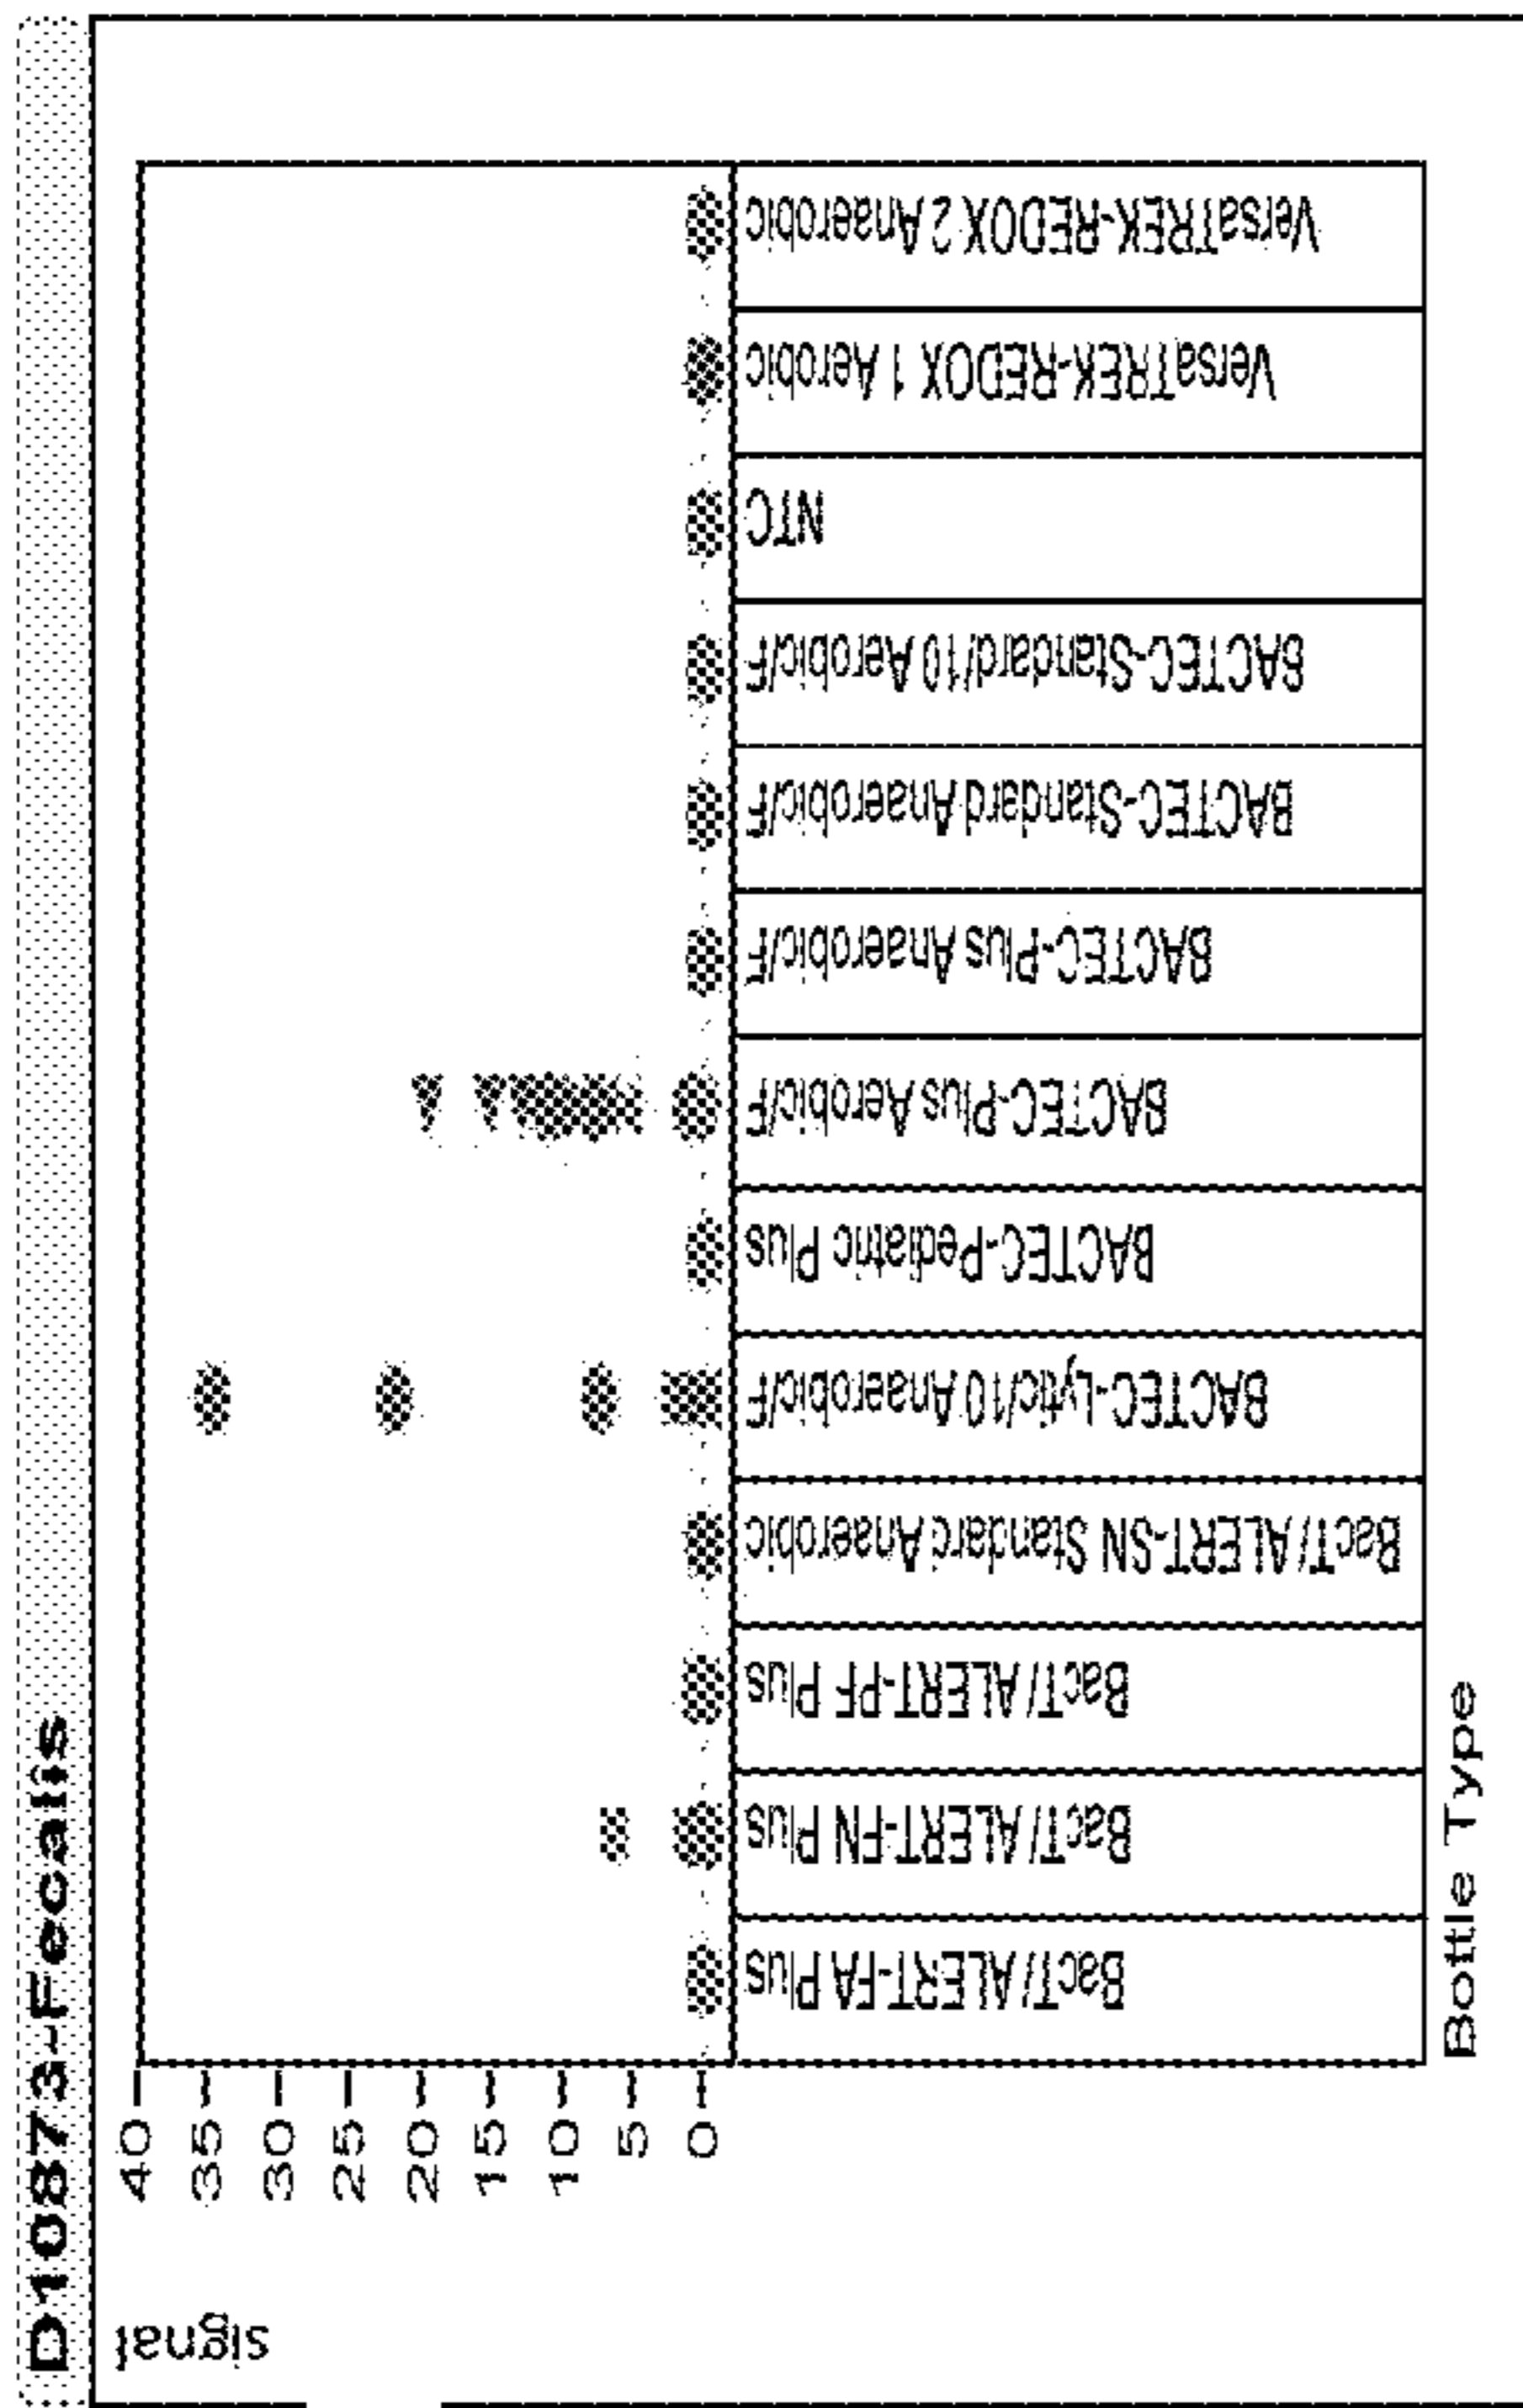 D10873-Fecalis
signal
40
35
30
25
20
15
10
5
0
BacT/ALERT-FA Plus
BacT/ALERT-FN Plus
BacT/ALERT-PF Plus
BacT/ALERT-SN Standard Anaerobic
BACTEC-Lytic/10 Anaerobic/F
BACTEC-Pediatric Plus
BACTEC-Plus Aerobic/F
BACTEC-Plus Anaerobic/F
BACTEC-Standard Anaerobic/F
BACTEC-Standard/10 Aerobic/F
NTC
VersaTREK-REDOX 1 Aerobic
VersaTREK-REDOX 2 Anaerobic
Bottle Type